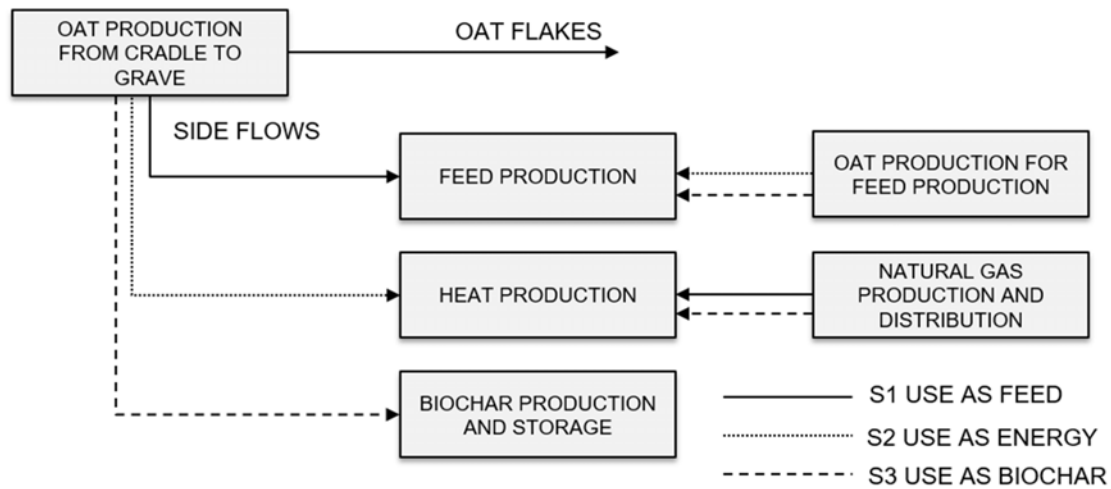 OAT PRODUCTION
FROM CRADLE TO
GRAVE
OAT FLAKES
SIDE FLOWS
FEED PRODUCTION
OAT PRODUCTION FOR
FEED PRODUCTION
HEAT PRODUCTION
NATURAL GAS
PRODUCTION AND
DISTRIBUTION
BIOCHAR PRODUCTION
AND STORAGE
S1 USE AS FEED
S2 USE AS ENERGY
S3 USE AS BIOCHAR